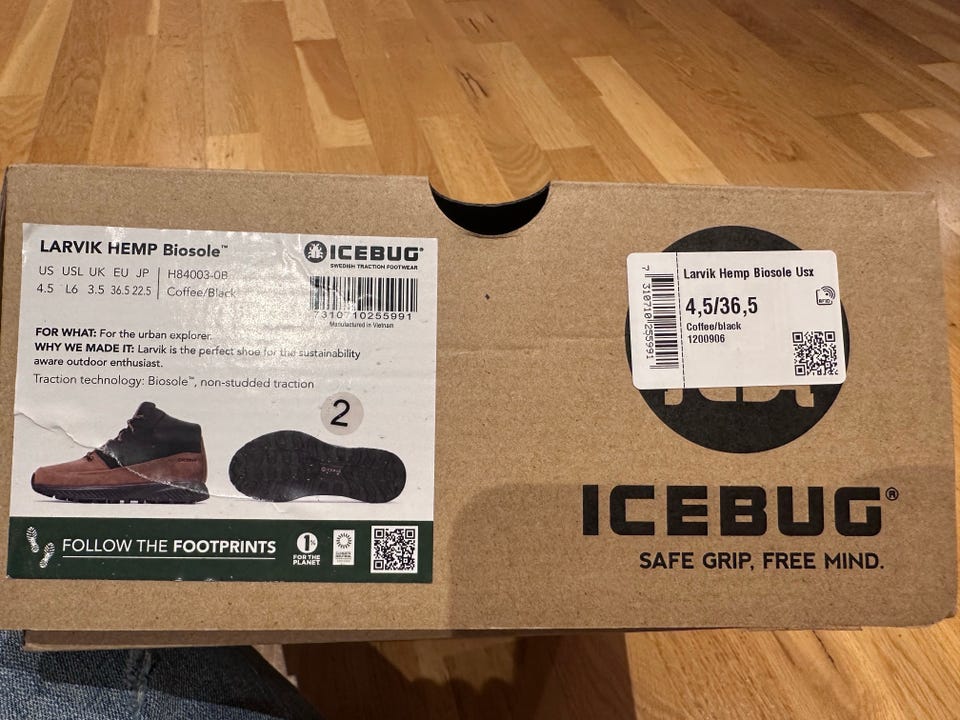 LARVIK HEMP Biosole™
ICEBUG®
SWEDISH TRACTION FOOTWEAR
US USL UK EU JP
4.5 L6 3.5 36.5 22.5
H84003-0B
Coffee/Black
7310710255991
Manufactured in Vietnam
FOR WHAT: For the urban explorer.
WHY WE MADE IT: Larvik is the perfect shoe for the sustainability
aware outdoor enthusiast.
Traction technology: Biosole™, non-studded traction
2
FOLLOW THE FOOTPRINTS
1%
FOR THE
PLANET
7310710255991
Larvik Hemp Biosole Usx
4,5/36,5
Coffee/black
1200906
RFID
ICEBUG®
SAFE GRIP, FREE MIND.